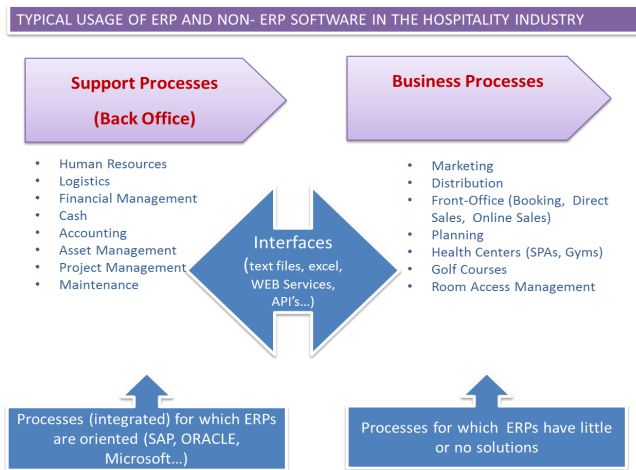 TYPICAL USAGE OF ERP AND NON- ERP SOFTWARE IN THE HOSPITALITY INDUSTRY
Support Processes
(Back Office)
• Human Resources
• Logistics
• Financial Management
• Cash
• Accounting
• Asset Management
• Project Management
• Maintenance
Interfaces
(text files, excel,
WEB Services,
API's...)
Business Processes
• Marketing
• Distribution
• Front-Office (Booking, Direct
Sales, Online Sales)
• Planning
• Health Centers (SPAs, Gyms)
• Golf Courses
• Room Access Management
Processes (integrated) for which ERPs
are oriented (SAP, ORACLE,
Microsoft...)
Processes for which ERPs have little
or no solutions